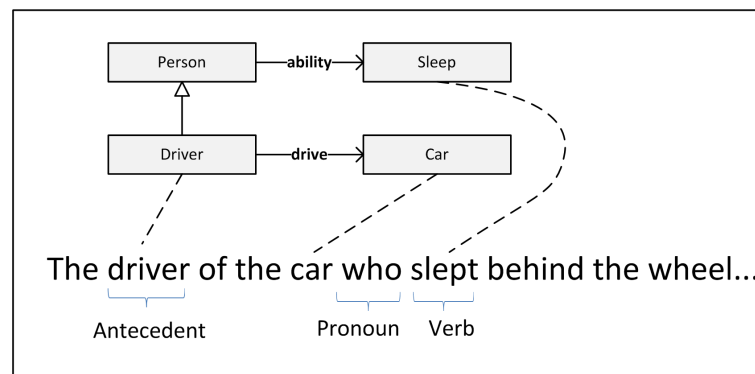 Person ability Sleep
Driver drive Car
The driver of the car who slept behind the wheel...
Antecedent Pronoun Verb